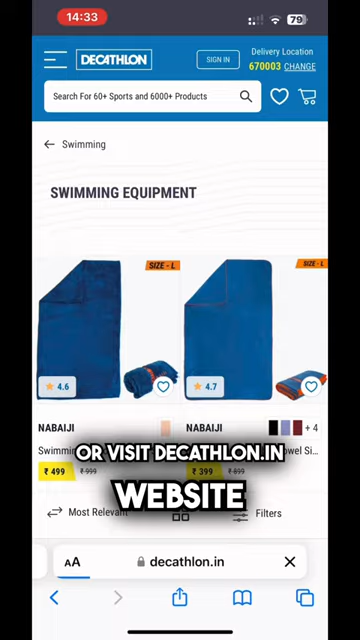 14:33
79
DECATHLON
SIGN IN
Delivery Location
670003 CHANGE
Search For 60+ Sports and 6000+ Products
Swimming
SWIMMING EQUIPMENT
SIZE - L
SIZE - L
4.6
4.7
NABAIJI
NABAIJI
+ 4
Swimming
OR VISIT DECATHLON.IN
WEBSITE
₹ 499
₹ 999
₹ 399
₹ 899
Most Relevant
Filters
AA
decathlon.in